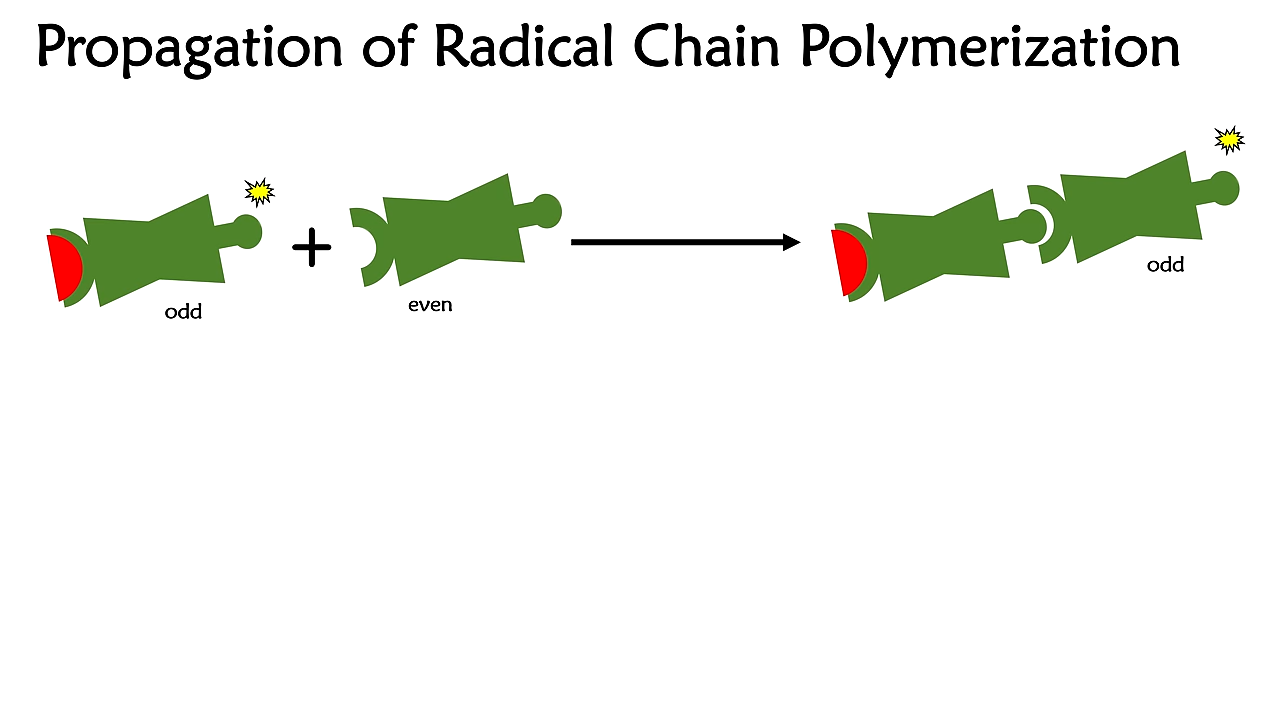 Propagation of Radical Chain Polymerization
+
odd
even
odd